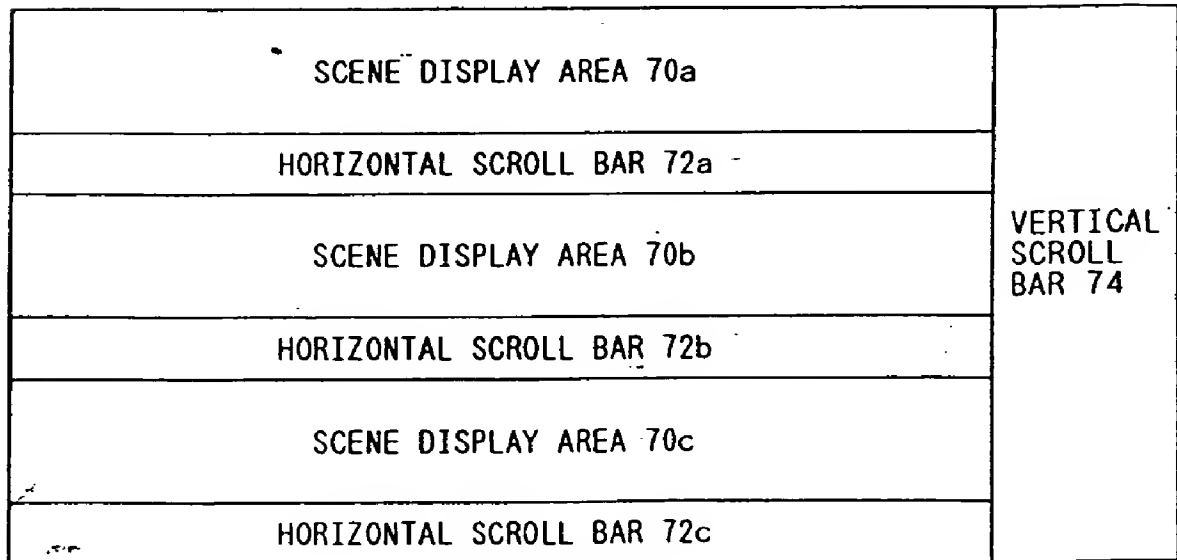 SCENE DISPLAY AREA 70a
HORIZONTAL SCROLL BAR 72a
SCENE DISPLAY AREA 70b
HORIZONTAL SCROLL BAR 72b
SCENE DISPLAY AREA 70c
HORIZONTAL SCROLL BAR 72c
VERTICAL
SCROLL
BAR 74